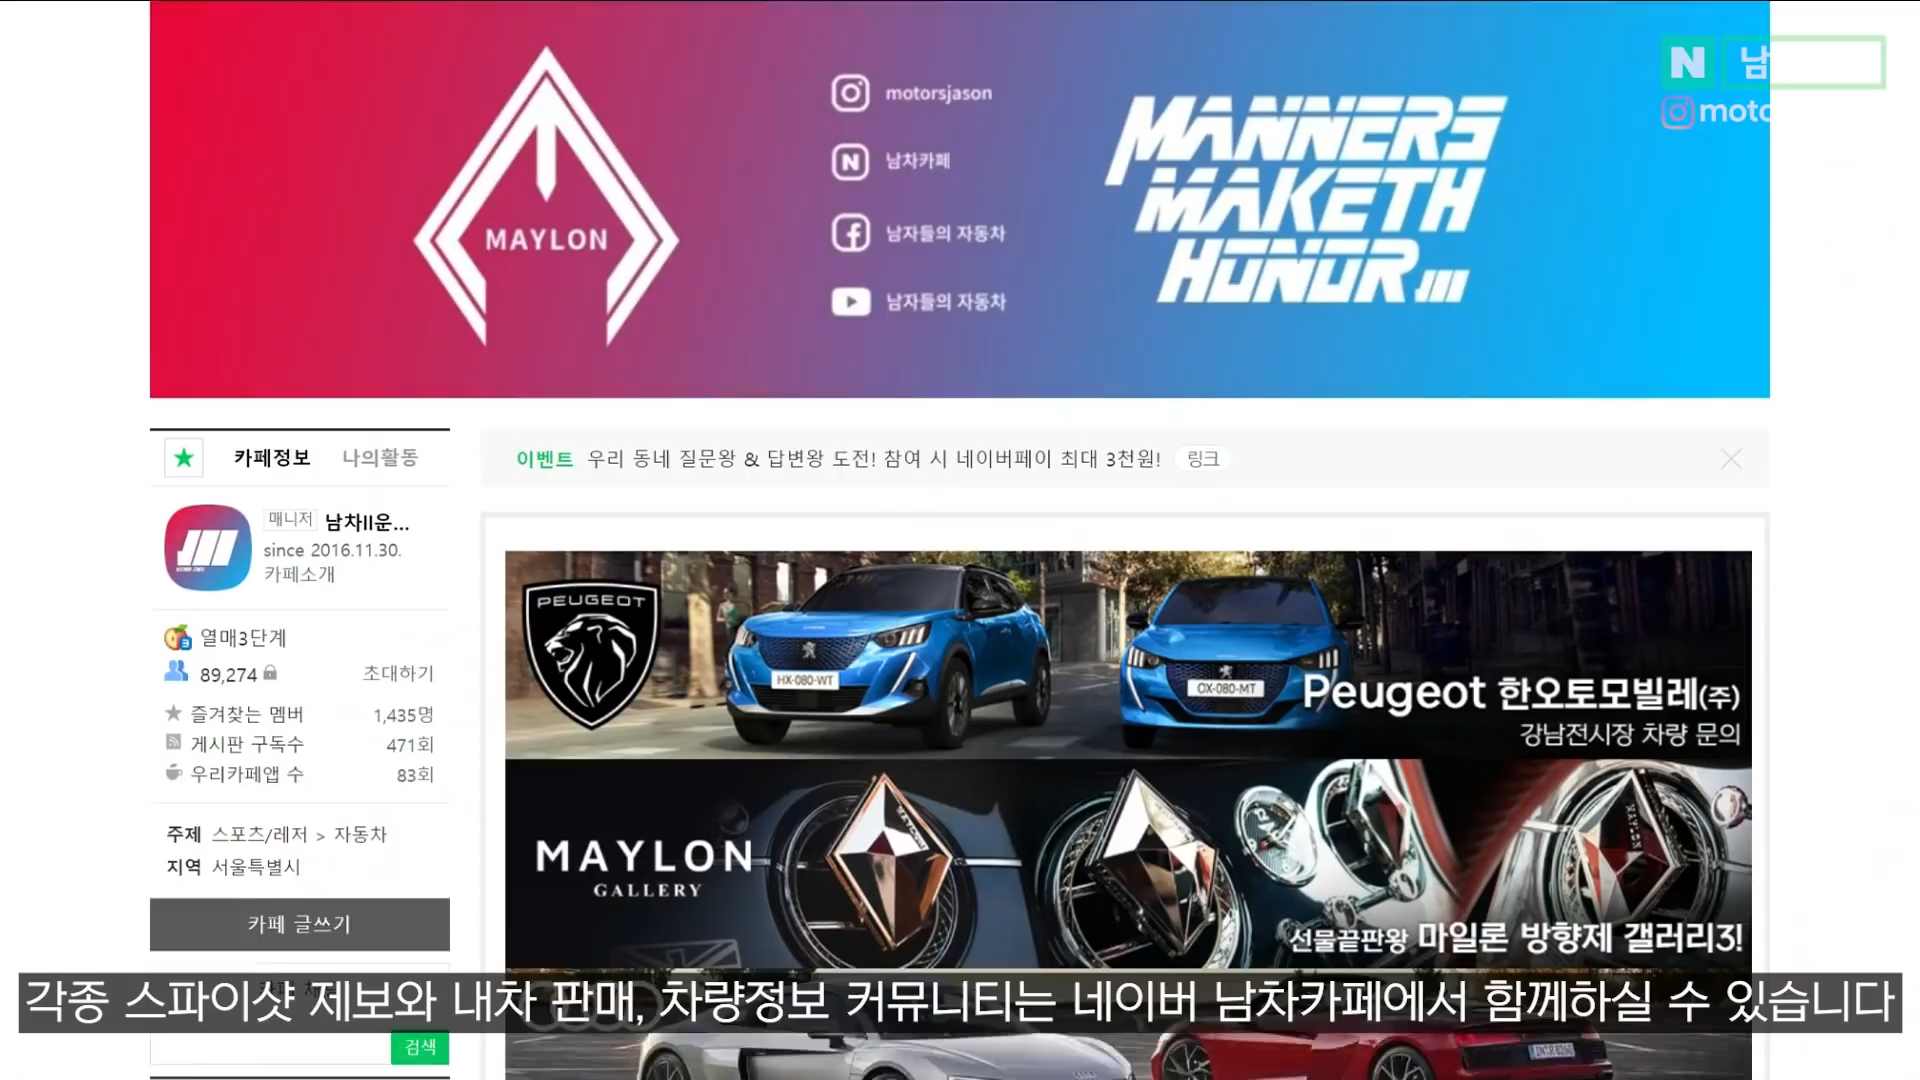 MAYLON
motorsjason
남차카페
남자들의 자동차
남자들의 자동차
MANNERS
MAKETH
HONOR
N 남
moto
카페정보 나의활동
이벤트 우리 동네 질문왕 & 답변왕 도전! 참여 시 네이버페이 최대 3천원! 링크
매니저 남차II운...
since 2016.11.30.
카페소개
열매3단계
89,274 초대하기
즐겨찾는 멤버 1,435명
게시판 구독수 471회
우리카페앱 수 83회
주제 스포츠/레저 > 자동차
지역 서울특별시
카페 글쓰기
검색
PEUGEOT
HX-080-WT
OX-080-MT
Peugeot 한오토모빌레(주)
강남전시장 차량 문의
MAYLON
GALLERY
선물끝판왕 마일론 방향제 갤러리3!
각종 스파이샷 제보와 내차 판매, 차량정보 커뮤니티는 네이버 남차카페에서 함께하실 수 있습니다